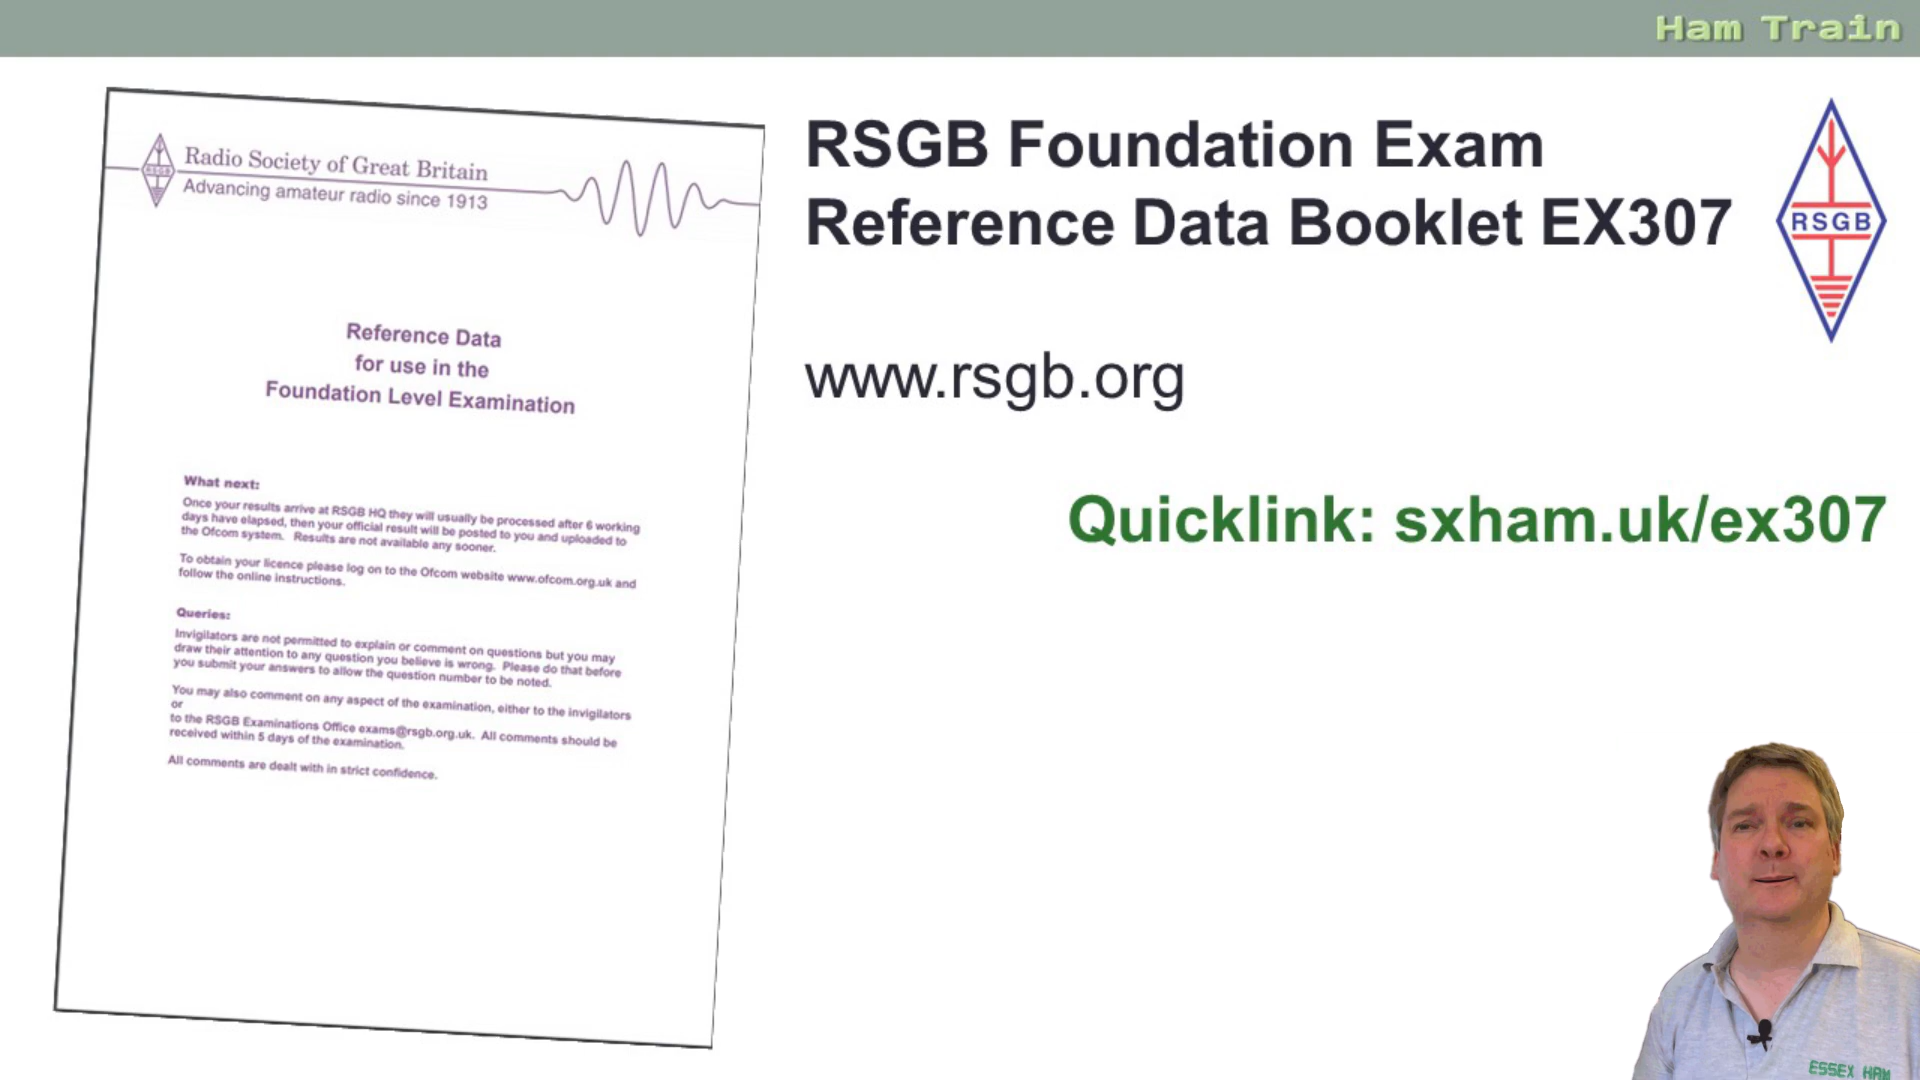 Ham Train
Radio Society of Great Britain
RSGB
Advancing amateur radio since 1913
Reference Data
for use in the
Foundation Level Examination
What next:
Once your results arrive at RSGB HQ they will usually be processed after 6 working
days have elapsed, then your official result will be posted to you and uploaded to
the Ofcom system. Results are not available any sooner.
To obtain your licence please log on to the Ofcom website www.ofcom.org.uk and
follow the online instructions.
Queries:
Invigilators are not permitted to explain or comment on questions but you may
draw their attention to any question you believe is wrong. Please do that before
you submit your answers to allow the question number to be noted.
You may also comment on any aspect of the examination, either to the invigilators
or
to the RSGB Examinations Office exams@rsgb.org.uk. All comments should be
received within 5 days of the examination.
All comments are dealt with in strict confidence.
RSGB Foundation Exam
Reference Data Booklet EX307
RSGB
www.rsgb.org
Quicklink: sxham.uk/ex307
ESSEX HAM